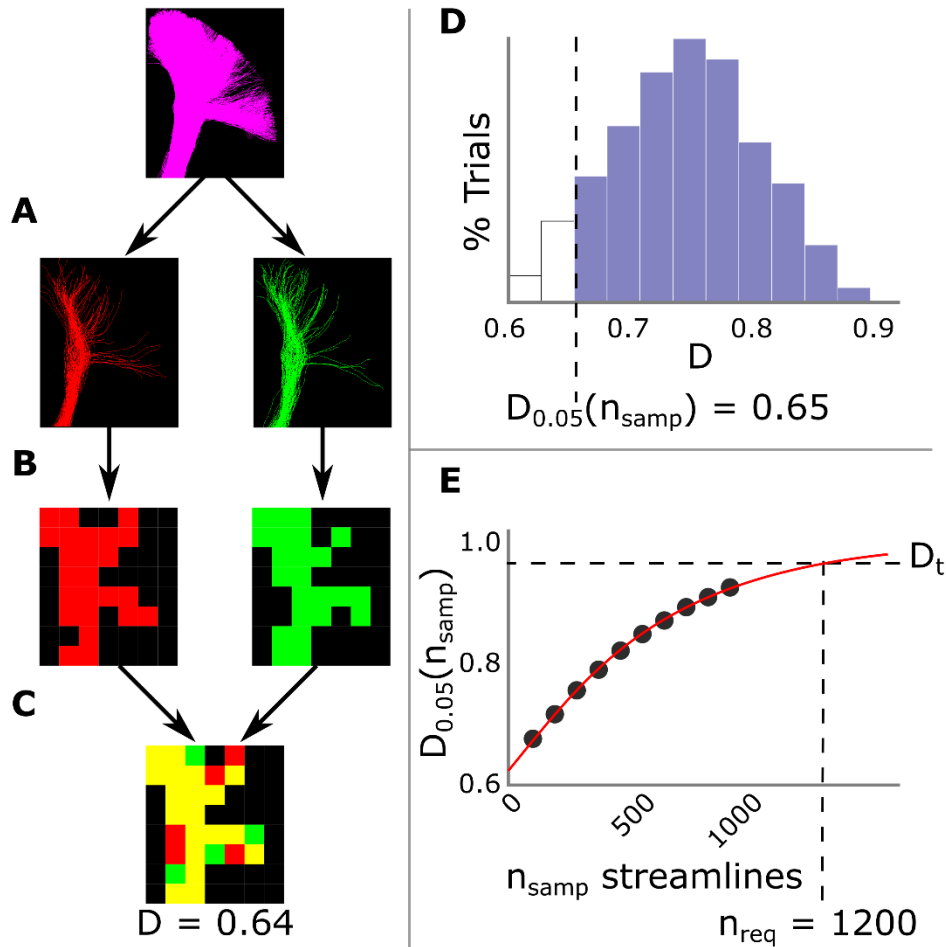 A
B
C
D = 0.64
D
% Trials
0.6
0.7
0.8
0.9
D
D0.05(nsamp) = 0.65
E
D0.05(nsamp)
1.0
0.8
0.6
Dt
0
500
1000
nsamp streamlines
nreq = 1200